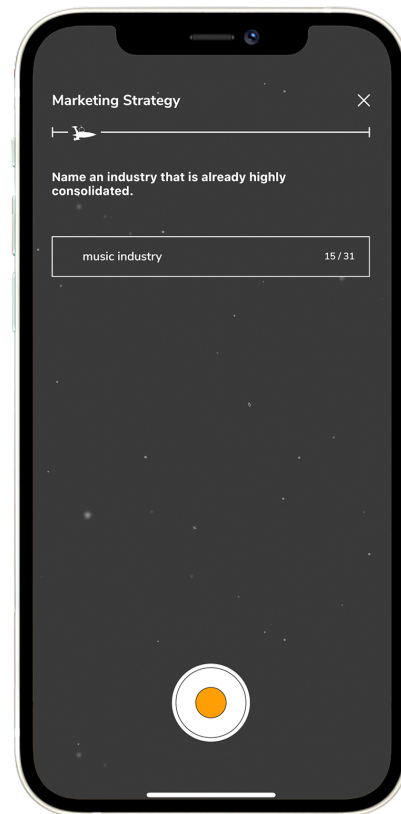 Marketing Strategy
Name an industry that is already highly
consolidated.
music industry 15 / 31